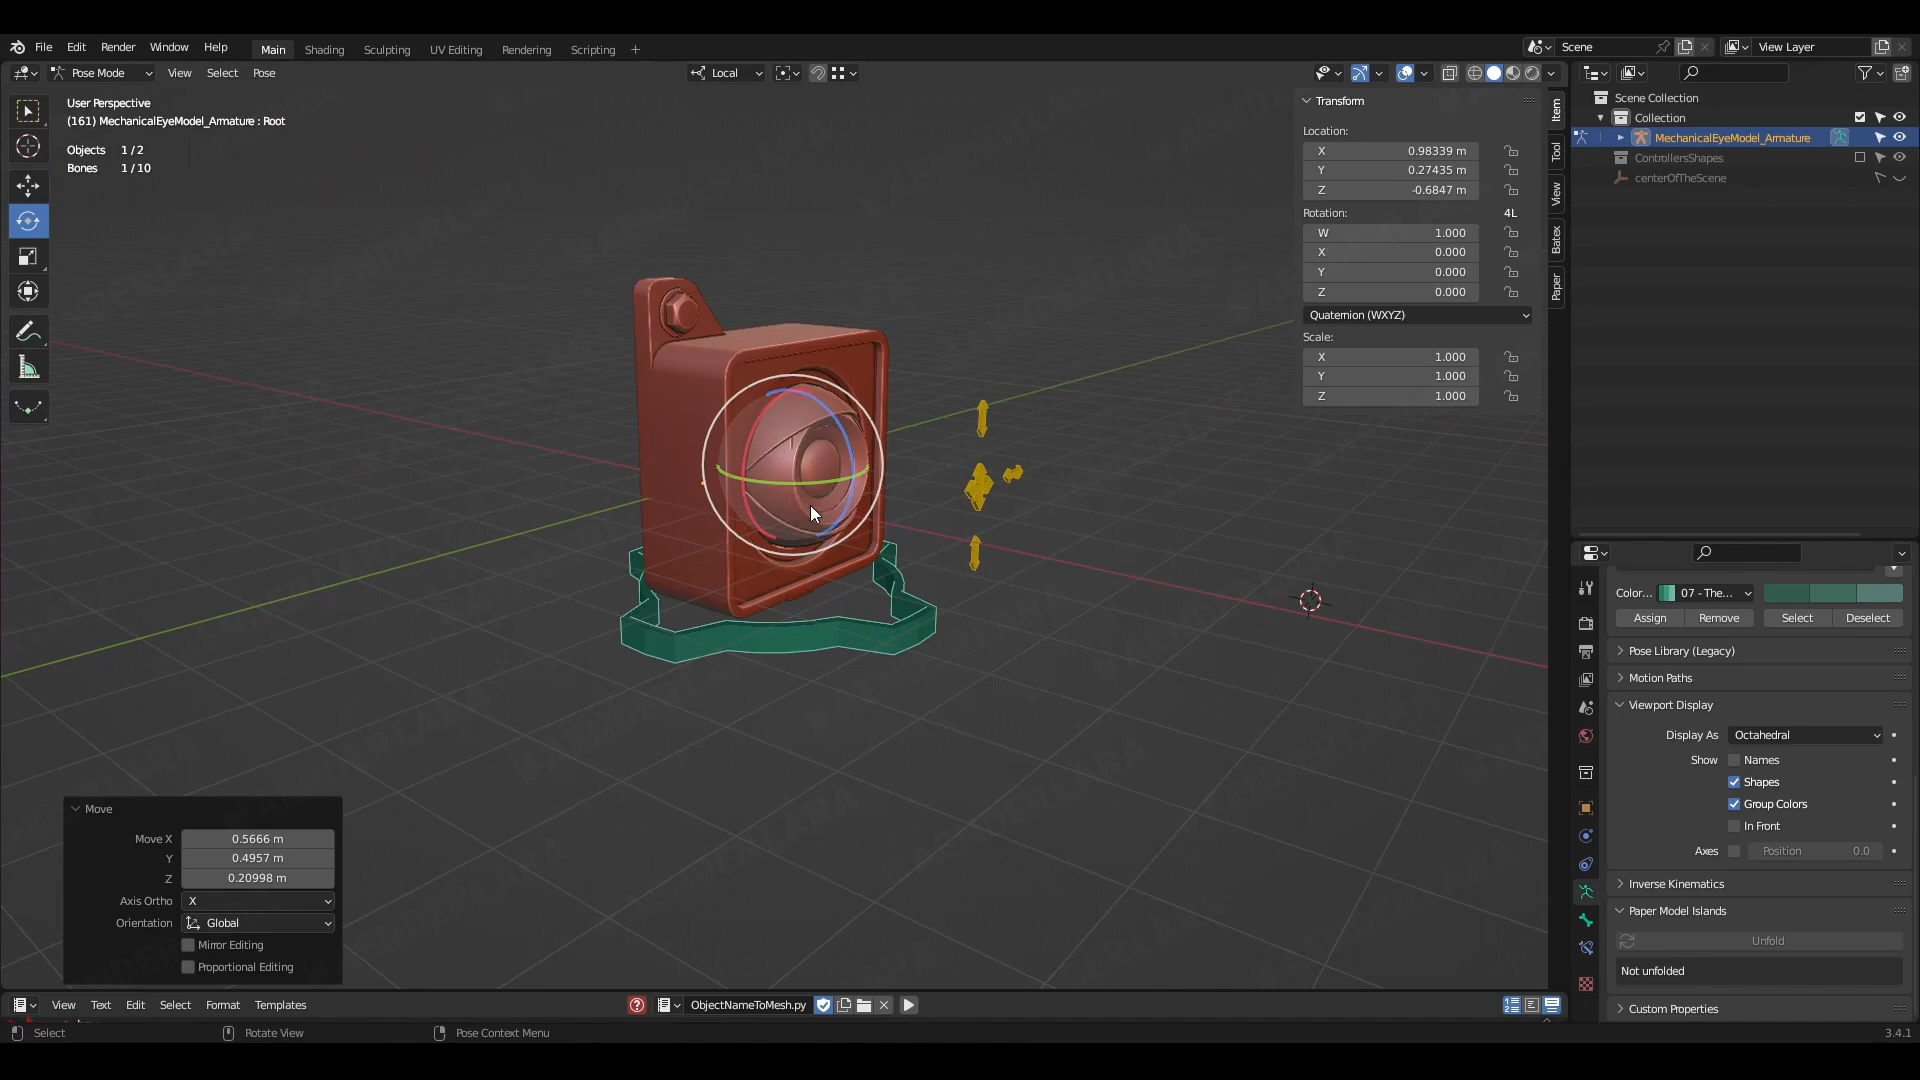 File Edit Render Window Help Main Shading Sculpting UV Editing Rendering Scripting + Scene View Layer
Pose Mode View Select Pose Local
User Perspective
(161) MechanicalEyeModel_Armature : Root
Objects 1 / 2
Bones 1 / 10
Transform
Location:
X 0.98339 m
Y 0.27435 m
Z -0.6847 m
Rotation: 4L
W 1.000
X 0.000
Y 0.000
Z 0.000
Quaternion (WXYZ)
Scale:
X 1.000
Y 1.000
Z 1.000
Item
Tool
View
Batex
Paper
Scene Collection
Collection
MechanicalEyeModel_Armature
ControllersShapes
centerOfTheScene
Color... 07 - The...
Assign Remove Select Deselect
Pose Library (Legacy)
Motion Paths
Viewport Display
Display As Octahedral
Show Names
Shapes
Group Colors
In Front
Axes Position 0.0
Inverse Kinematics
Paper Model Islands
Unfold
Not unfolded
Custom Properties
Move
Move X 0.5666 m
Y 0.4957 m
Z 0.20998 m
Axis Ortho X
Orientation Global
Mirror Editing
Proportional Editing
View Text Edit Select Format Templates ObjectNameToMesh.py
Select Rotate View Pose Context Menu 3.4.1